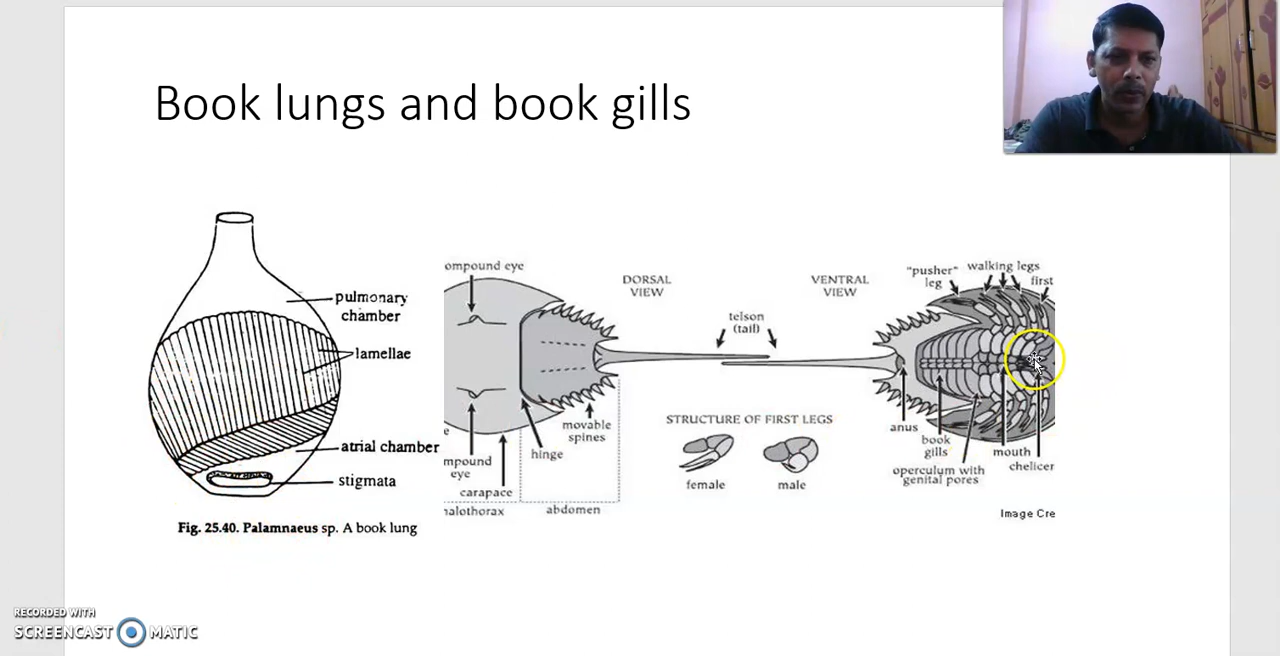 Book lungs and book gills
pulmonary
chamber
lamellae
atrial chamber
stigmata
Fig. 25.40. Palamnaeus sp. A book lung
ompound eye
DORSAL
VIEW
telson
(tail)
VENTRAL
VIEW
"pusher"
leg
walking legs
first
movable
spines
hinge
e
mpound
eye
carapace
halothorax
abdomen
STRUCTURE OF FIRST LEGS
female
male
anus
book
gills
operculum with
genital pores
mouth
chelicer
Image Cre
RECORDED WITH
SCREENCAST MATIC